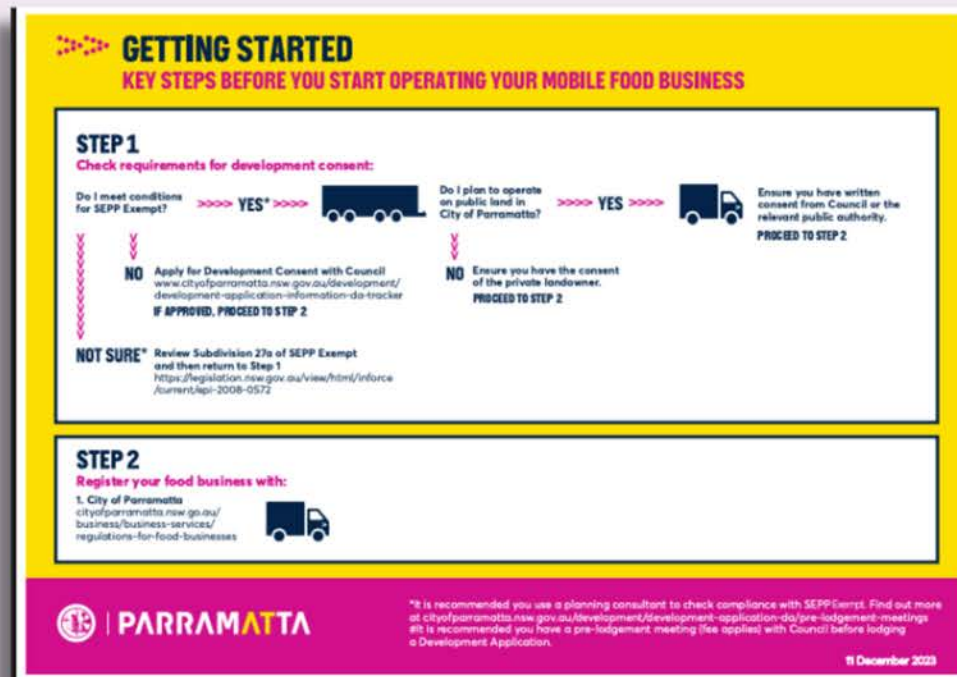 GETTING STARTED
KEY STEPS BEFORE YOU START OPERATING YOUR MOBILE FOOD BUSINESS
STEP 1
Check requirements for development consent:
Do I meet conditions
for SEPP Exempt?
>>>> YES* >>>>
Do I plan to operate
on public land in
City of Parramatta?
>>>> YES >>>>
Ensure you have written
consent from Council or the
relevant public authority.
PROCEED TO STEP 2
NO
Apply for Development Consent with Council
www.cityofparramatta.nsw.gov.au/development/
development-application-information-da-tracker
IF APPROVED, PROCEED TO STEP 2
NO
Ensure you have the consent
of the private landowner.
PROCEED TO STEP 2
NOT SURE*
Review Subdivision 27a of SEPP Exempt
and then return to Step 1
https://legislation.nsw.gov.au/view/html/inforce
/current/epi-2008-0572
STEP 2
Register your food business with:
1. City of Parramatta
cityofparramatta.nsw.go.au/
business/business-services/
regulations-for-food-businesses
PARRAMATTA
*It is recommended you use a planning consultant to check compliance with SEPP Exempt. Find out more
at cityofparramatta.nsw.gov.au/development/development-application-da/pre-lodgement-meetings
#It is recommended you have a pre-lodgement meeting (fee applies) with Council before lodging
a Development Application.
11 December 2023